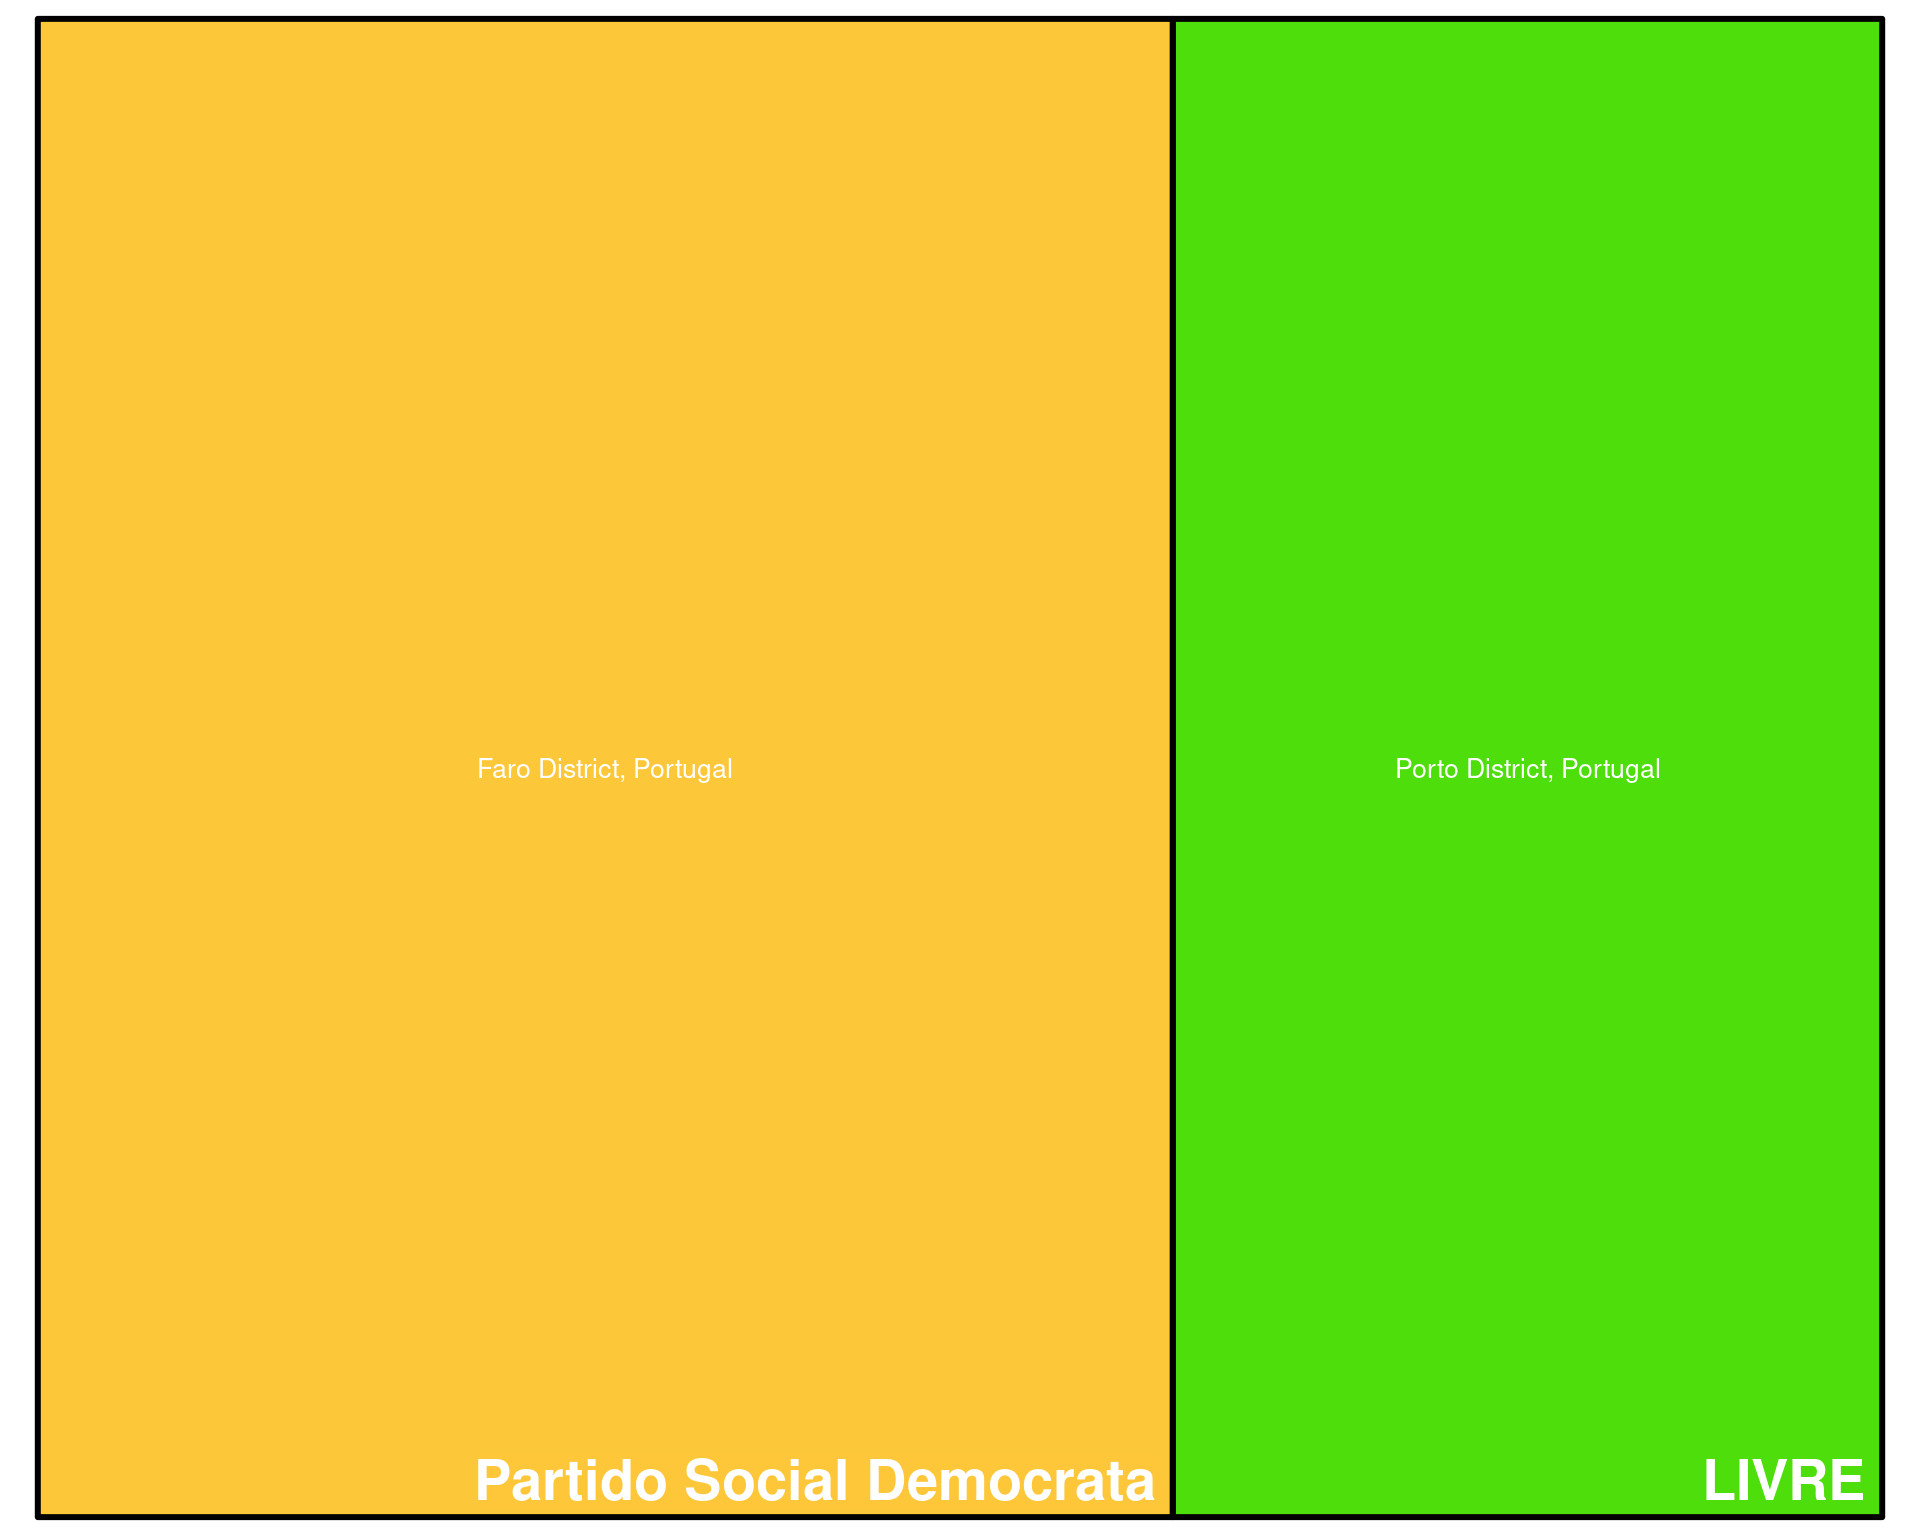 Faro District, Portugal
Porto District, Portugal
Partido Social Democrata
LIVRE